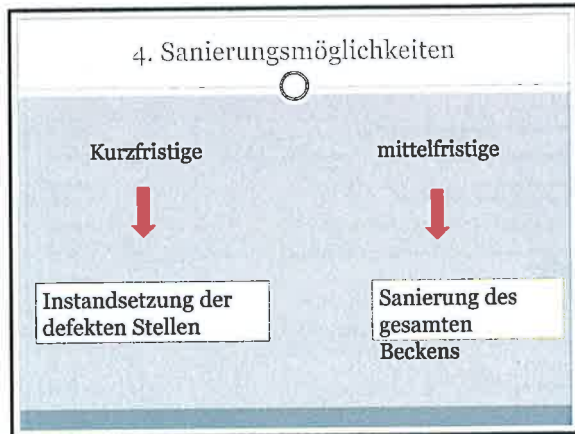 4. Sanierungsmöglichkeiten
Kurzfristige
mittelfristige
Instandsetzung der
defekten Stellen
Sanierung des
gesamten
Beckens